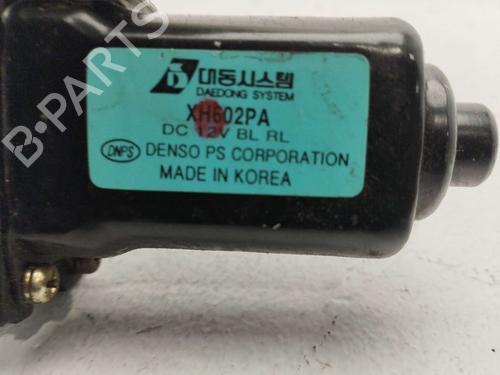 D 대동시스템
DAEDONG SYSTEM
XH602PA
DC 12V BL RL
DNPS DENSO PS CORPORATION
MADE IN KOREA
B-PARTS